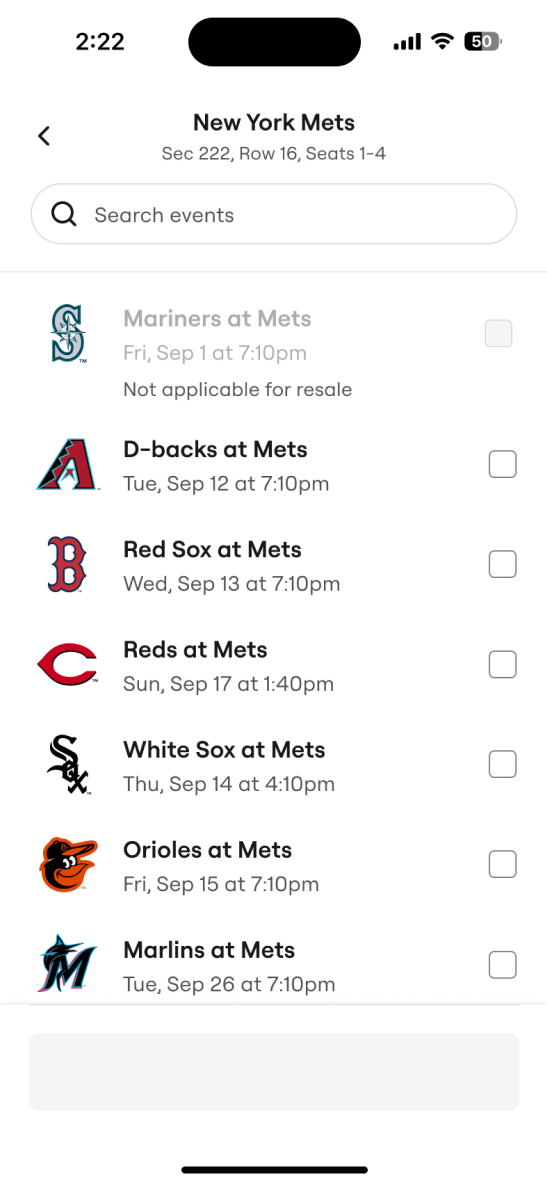 2:22
50
New York Mets
Sec 222, Row 16, Seats 1-4
Search events
Mariners at Mets
Fri, Sep 1 at 7:10pm
Not applicable for resale
D-backs at Mets
Tue, Sep 12 at 7:10pm
Red Sox at Mets
Wed, Sep 13 at 7:10pm
Reds at Mets
Sun, Sep 17 at 1:40pm
White Sox at Mets
Thu, Sep 14 at 4:10pm
Orioles at Mets
Fri, Sep 15 at 7:10pm
Marlins at Mets
Tue, Sep 26 at 7:10pm